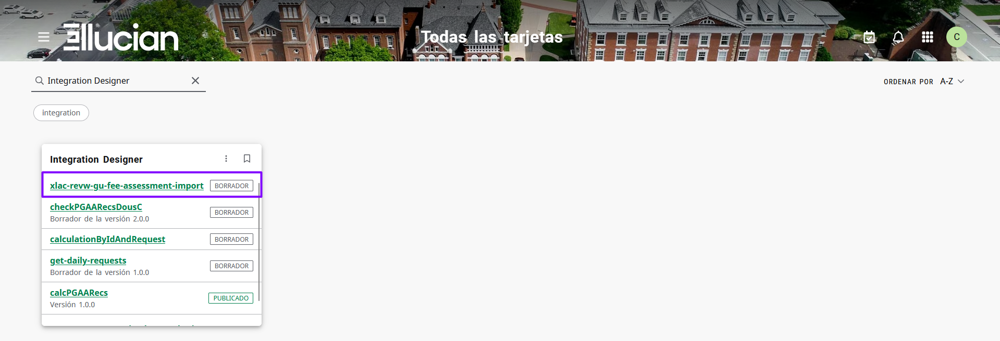 Ellucian
Todas las tarjetas
C
Integration Designer
ORDENAR POR A-Z
integration
Integration Designer
xlac-revw-gu-fee-assessment-import BORRADOR
checkPGAARecsDousC BORRADOR
Borrador de la versión 2.0.0
calculationByIdAndRequest BORRADOR
get-daily-requests BORRADOR
Borrador de la versión 1.0.0
calcPGAARecs PUBLICADO
Versión 1.0.0